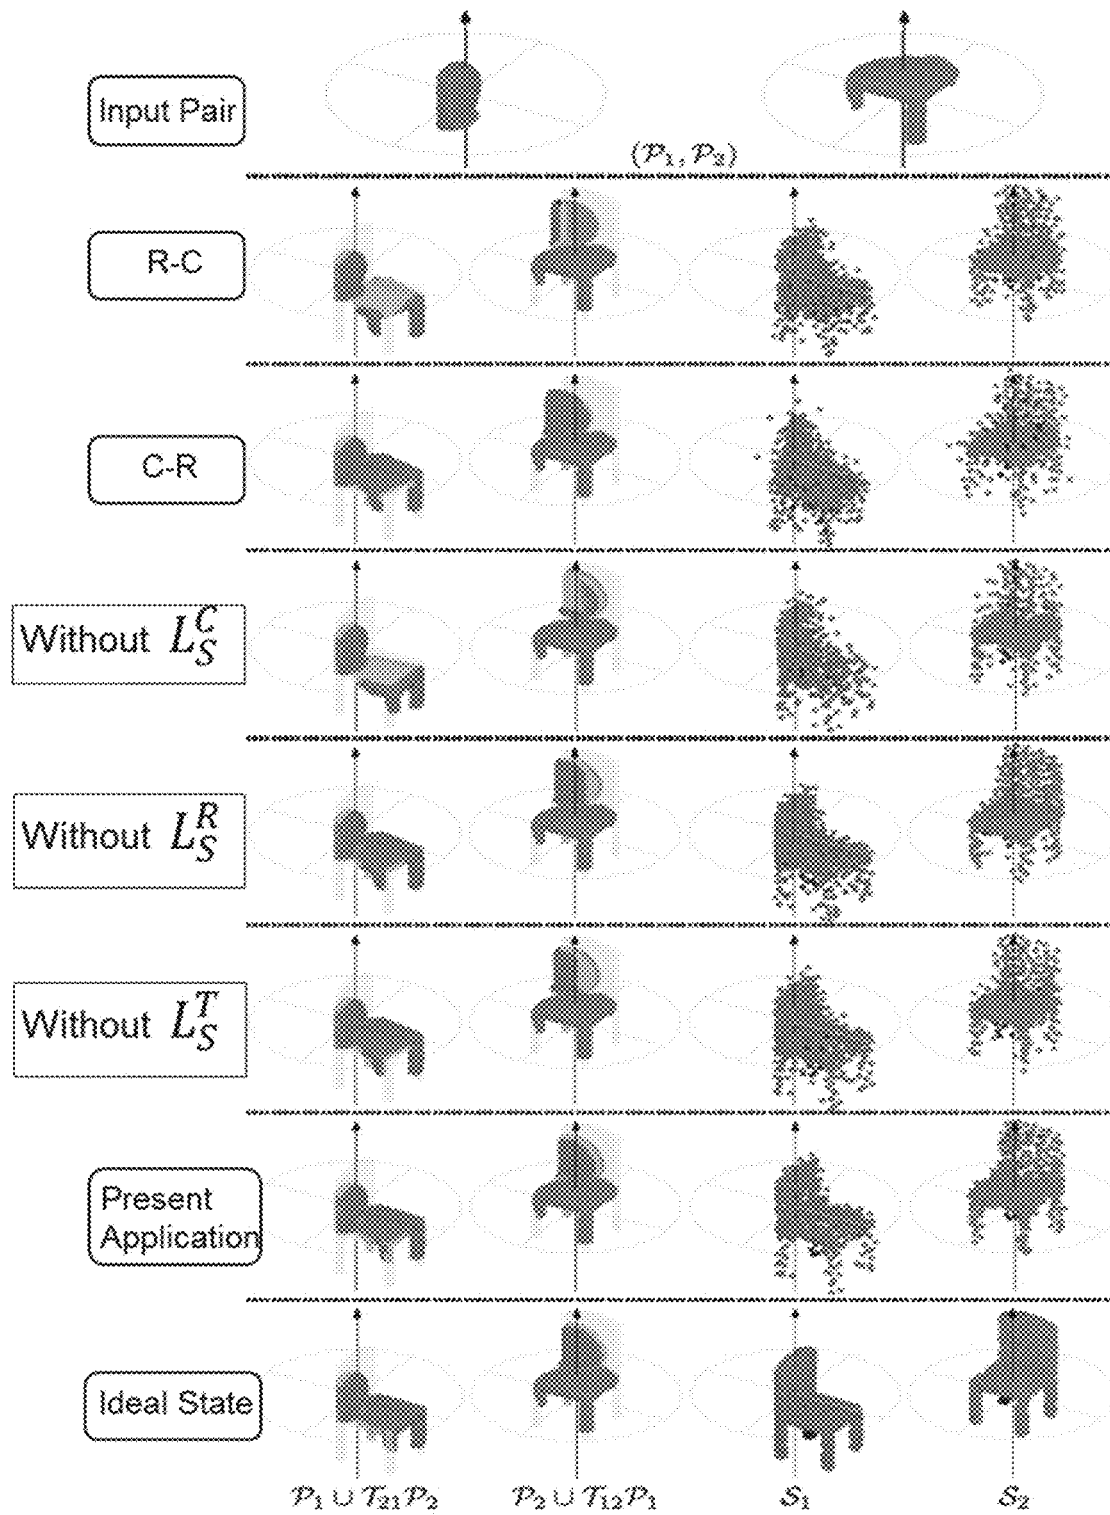 Input Pair
(𝒫₁, 𝒫₂)
R-C
C-R
Without L_S^C
Without L_S^R
Without L_S^T
Present
Application
Ideal State
𝒫₁ ∪ 𝒯₂₁𝒫₂ 𝒫₂ ∪ 𝒯₁₂𝒫₁ 𝒮₁ 𝒮₂